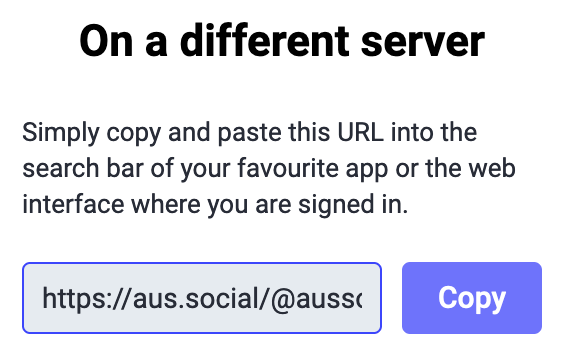 On a different server
Simply copy and paste this URL into the
search bar of your favourite app or the web
interface where you are signed in.
https://aus.social/@ausso
Copy